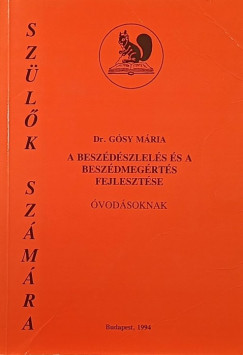 SZÜLŐK SZÁMÁRA
Dr. GÓSY MÁRIA
A BESZÉDÉSZLELÉS ÉS A
BESZÉDMEGÉRTÉS
FEJLESZTÉSE
ÓVODÁSOKNAK
Budapest, 1994